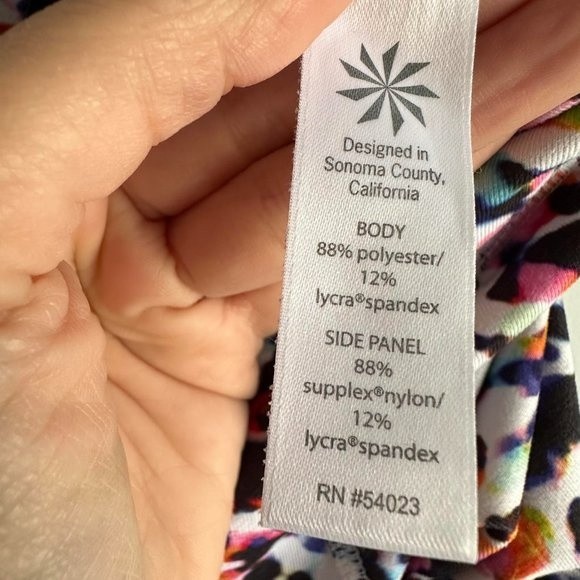 Designed in
Sonoma County,
California
BODY
88% polyester/
12%
lycra®spandex
SIDE PANEL
88%
supplex®nylon/
12%
lycra®spandex
RN #54023